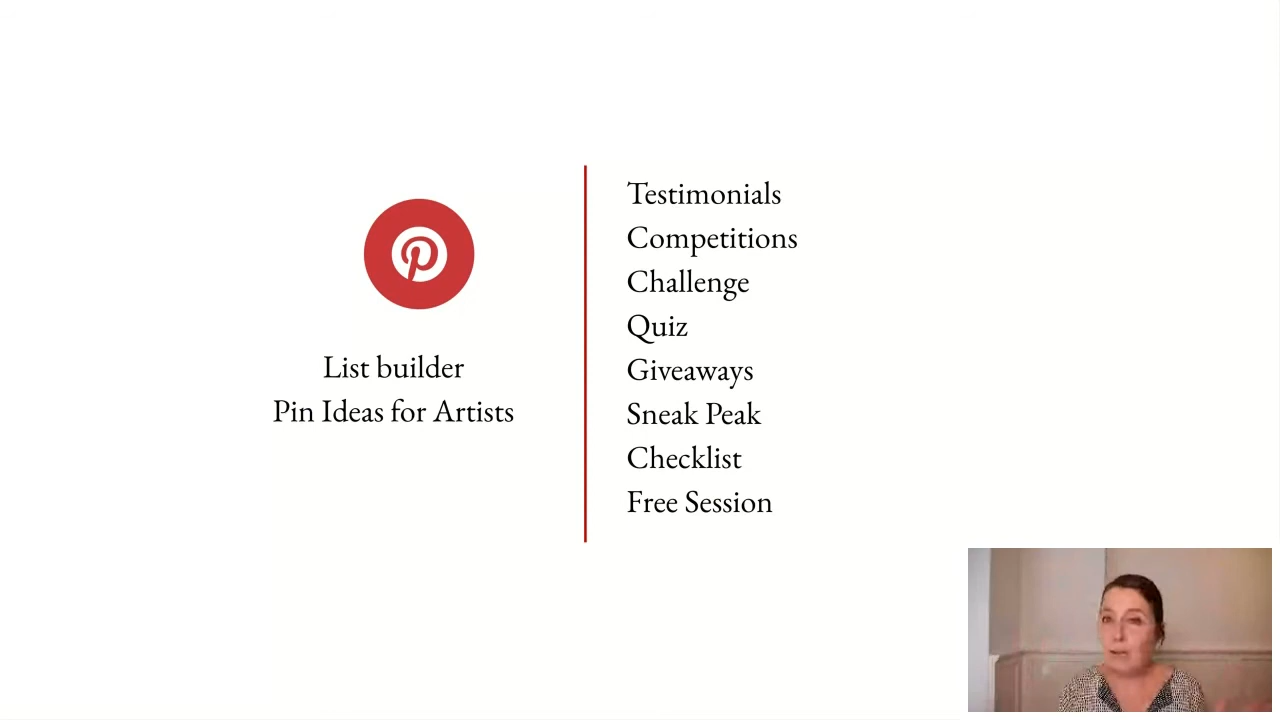 List builder
Pin Ideas for Artists
Testimonials
Competitions
Challenge
Quiz
Giveaways
Sneak Peak
Checklist
Free Session